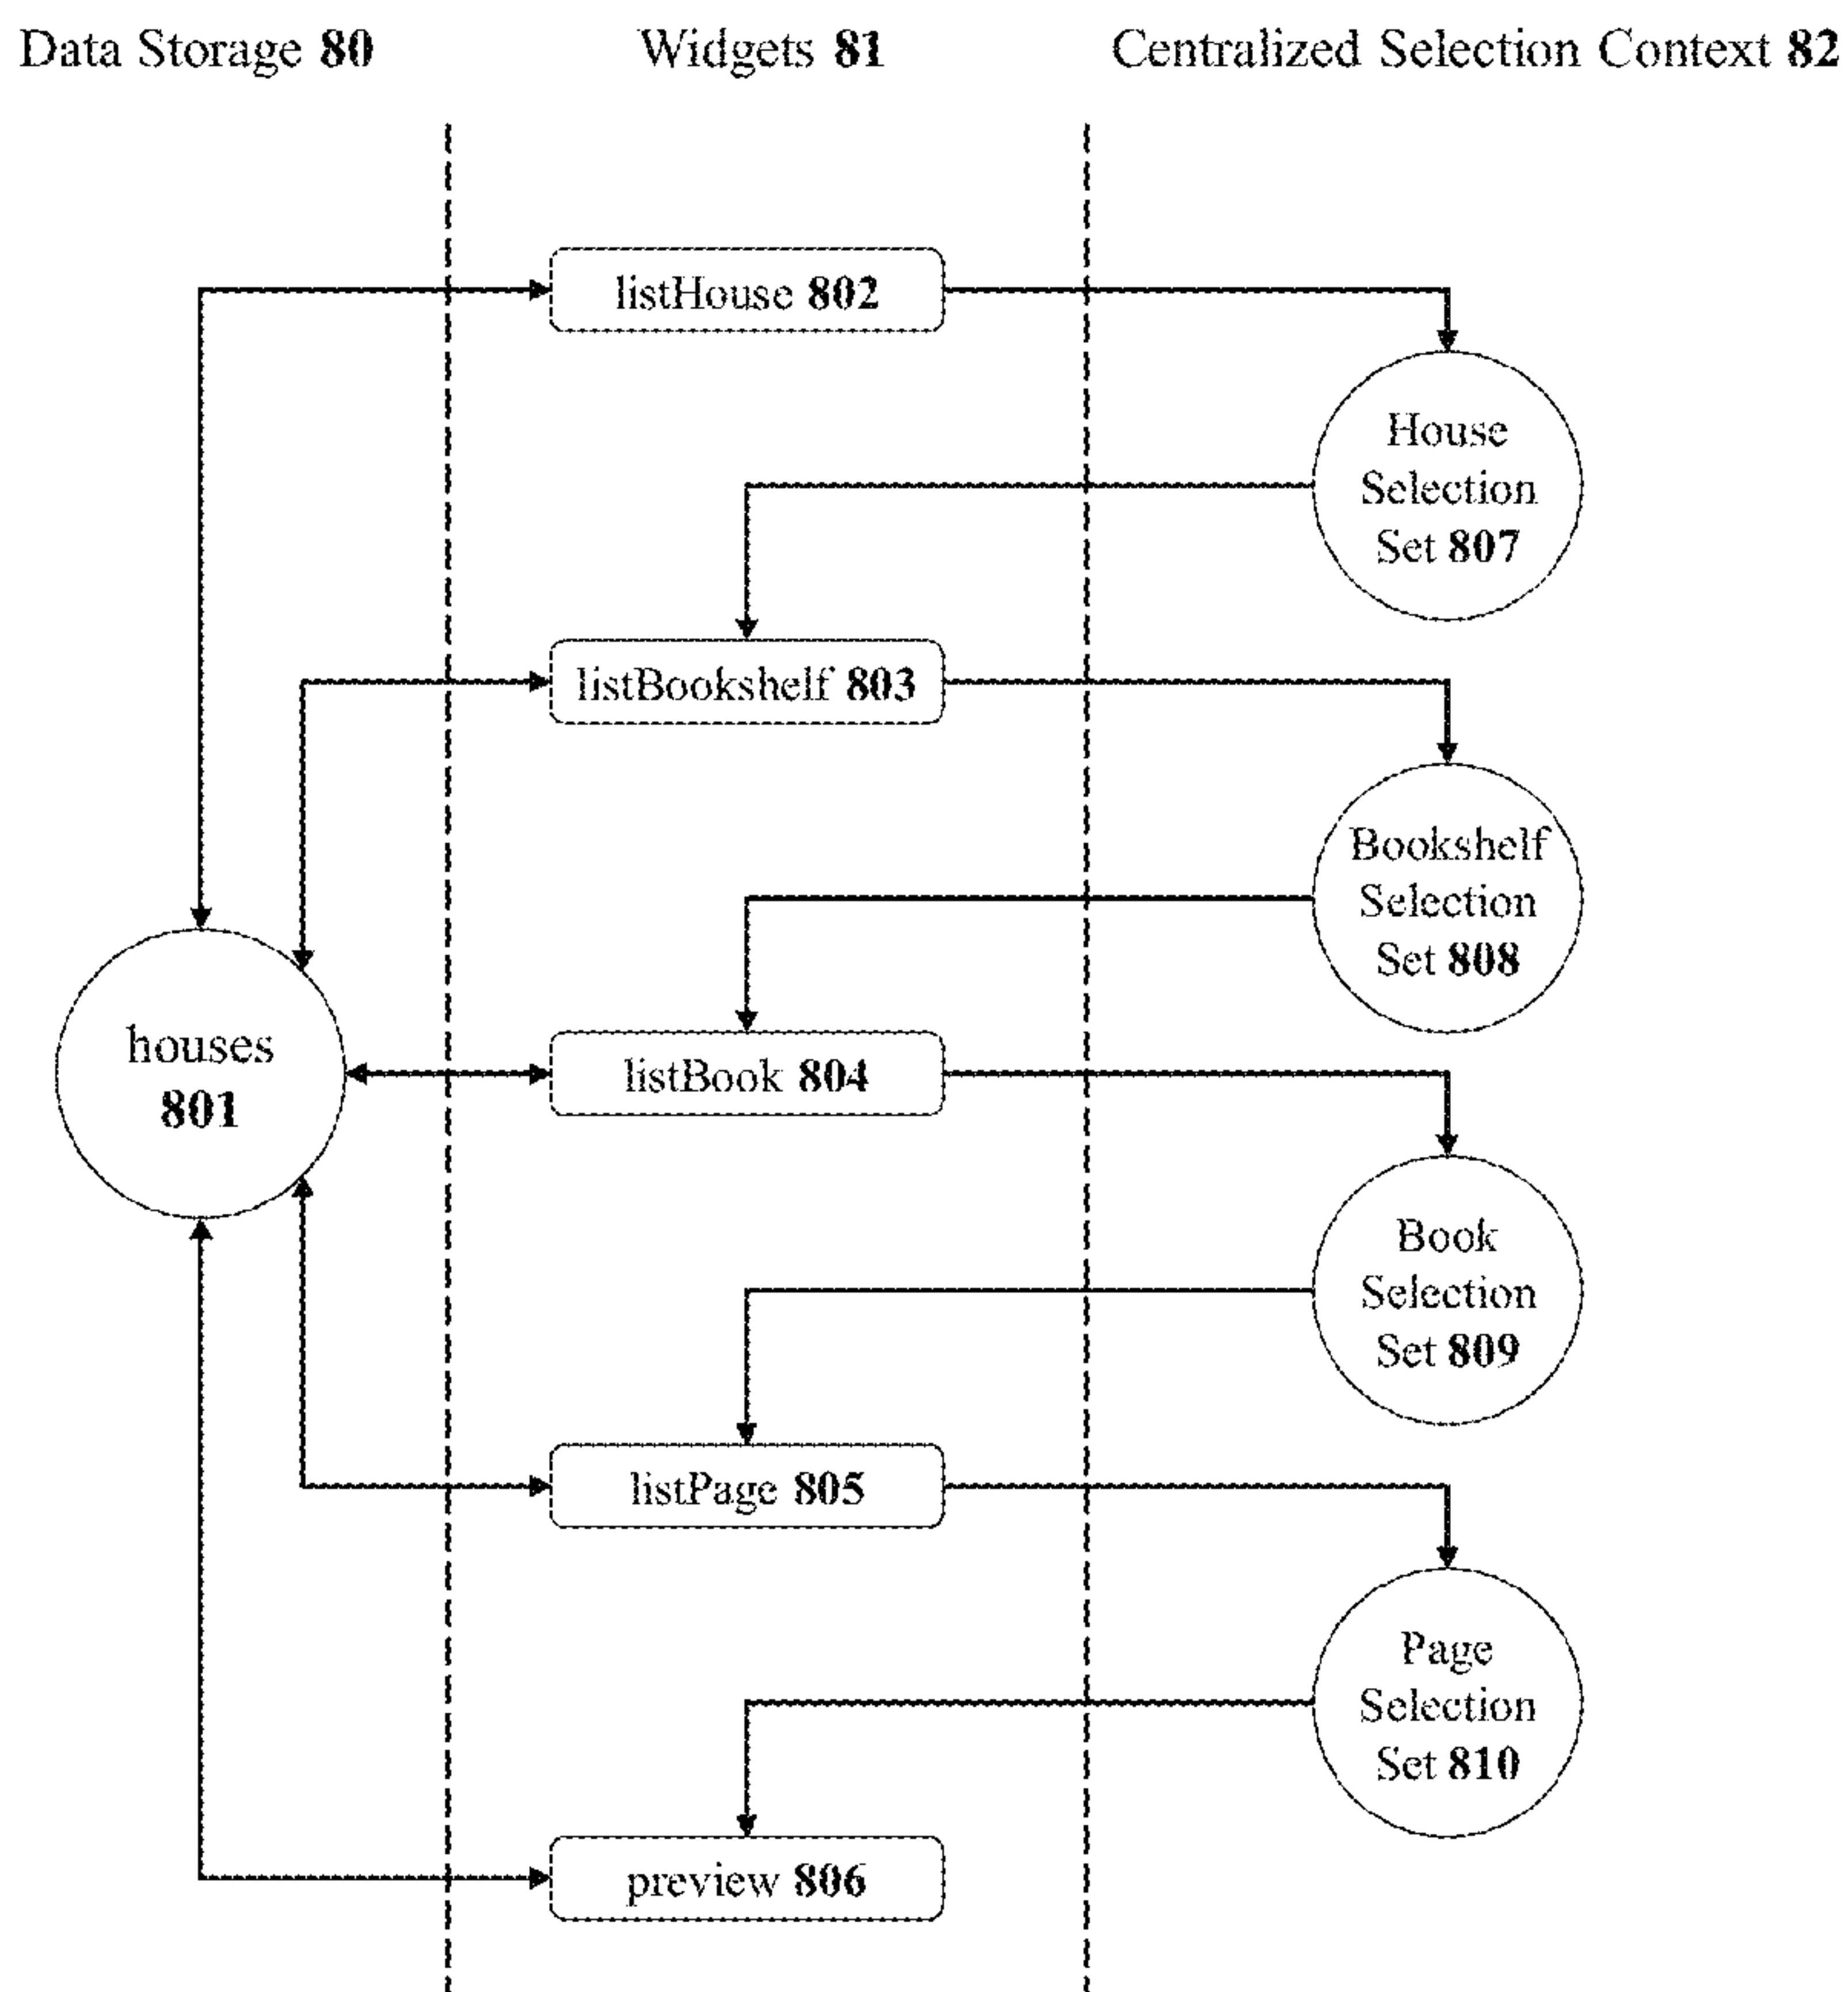 Data Storage 80
Widgets 81
Centralized Selection Context 82
listHouse 802
House
Selection
Set 807
listBookshelf 803
Bookshelf
Selection
Set 808
houses
801
listBook 804
Book
Selection
Set 809
listPage 805
Page
Selection
Set 810
preview 806